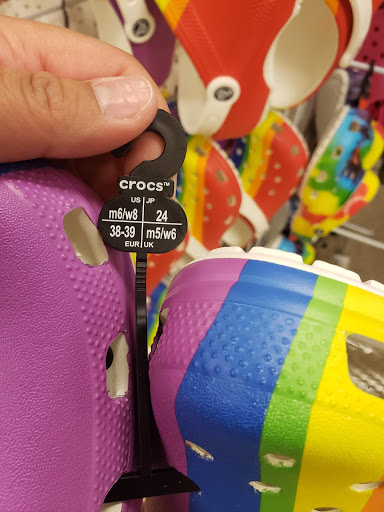 crocs™
US | JP
m6/w8 | 24
38-39 | m5/w6
EUR | UK